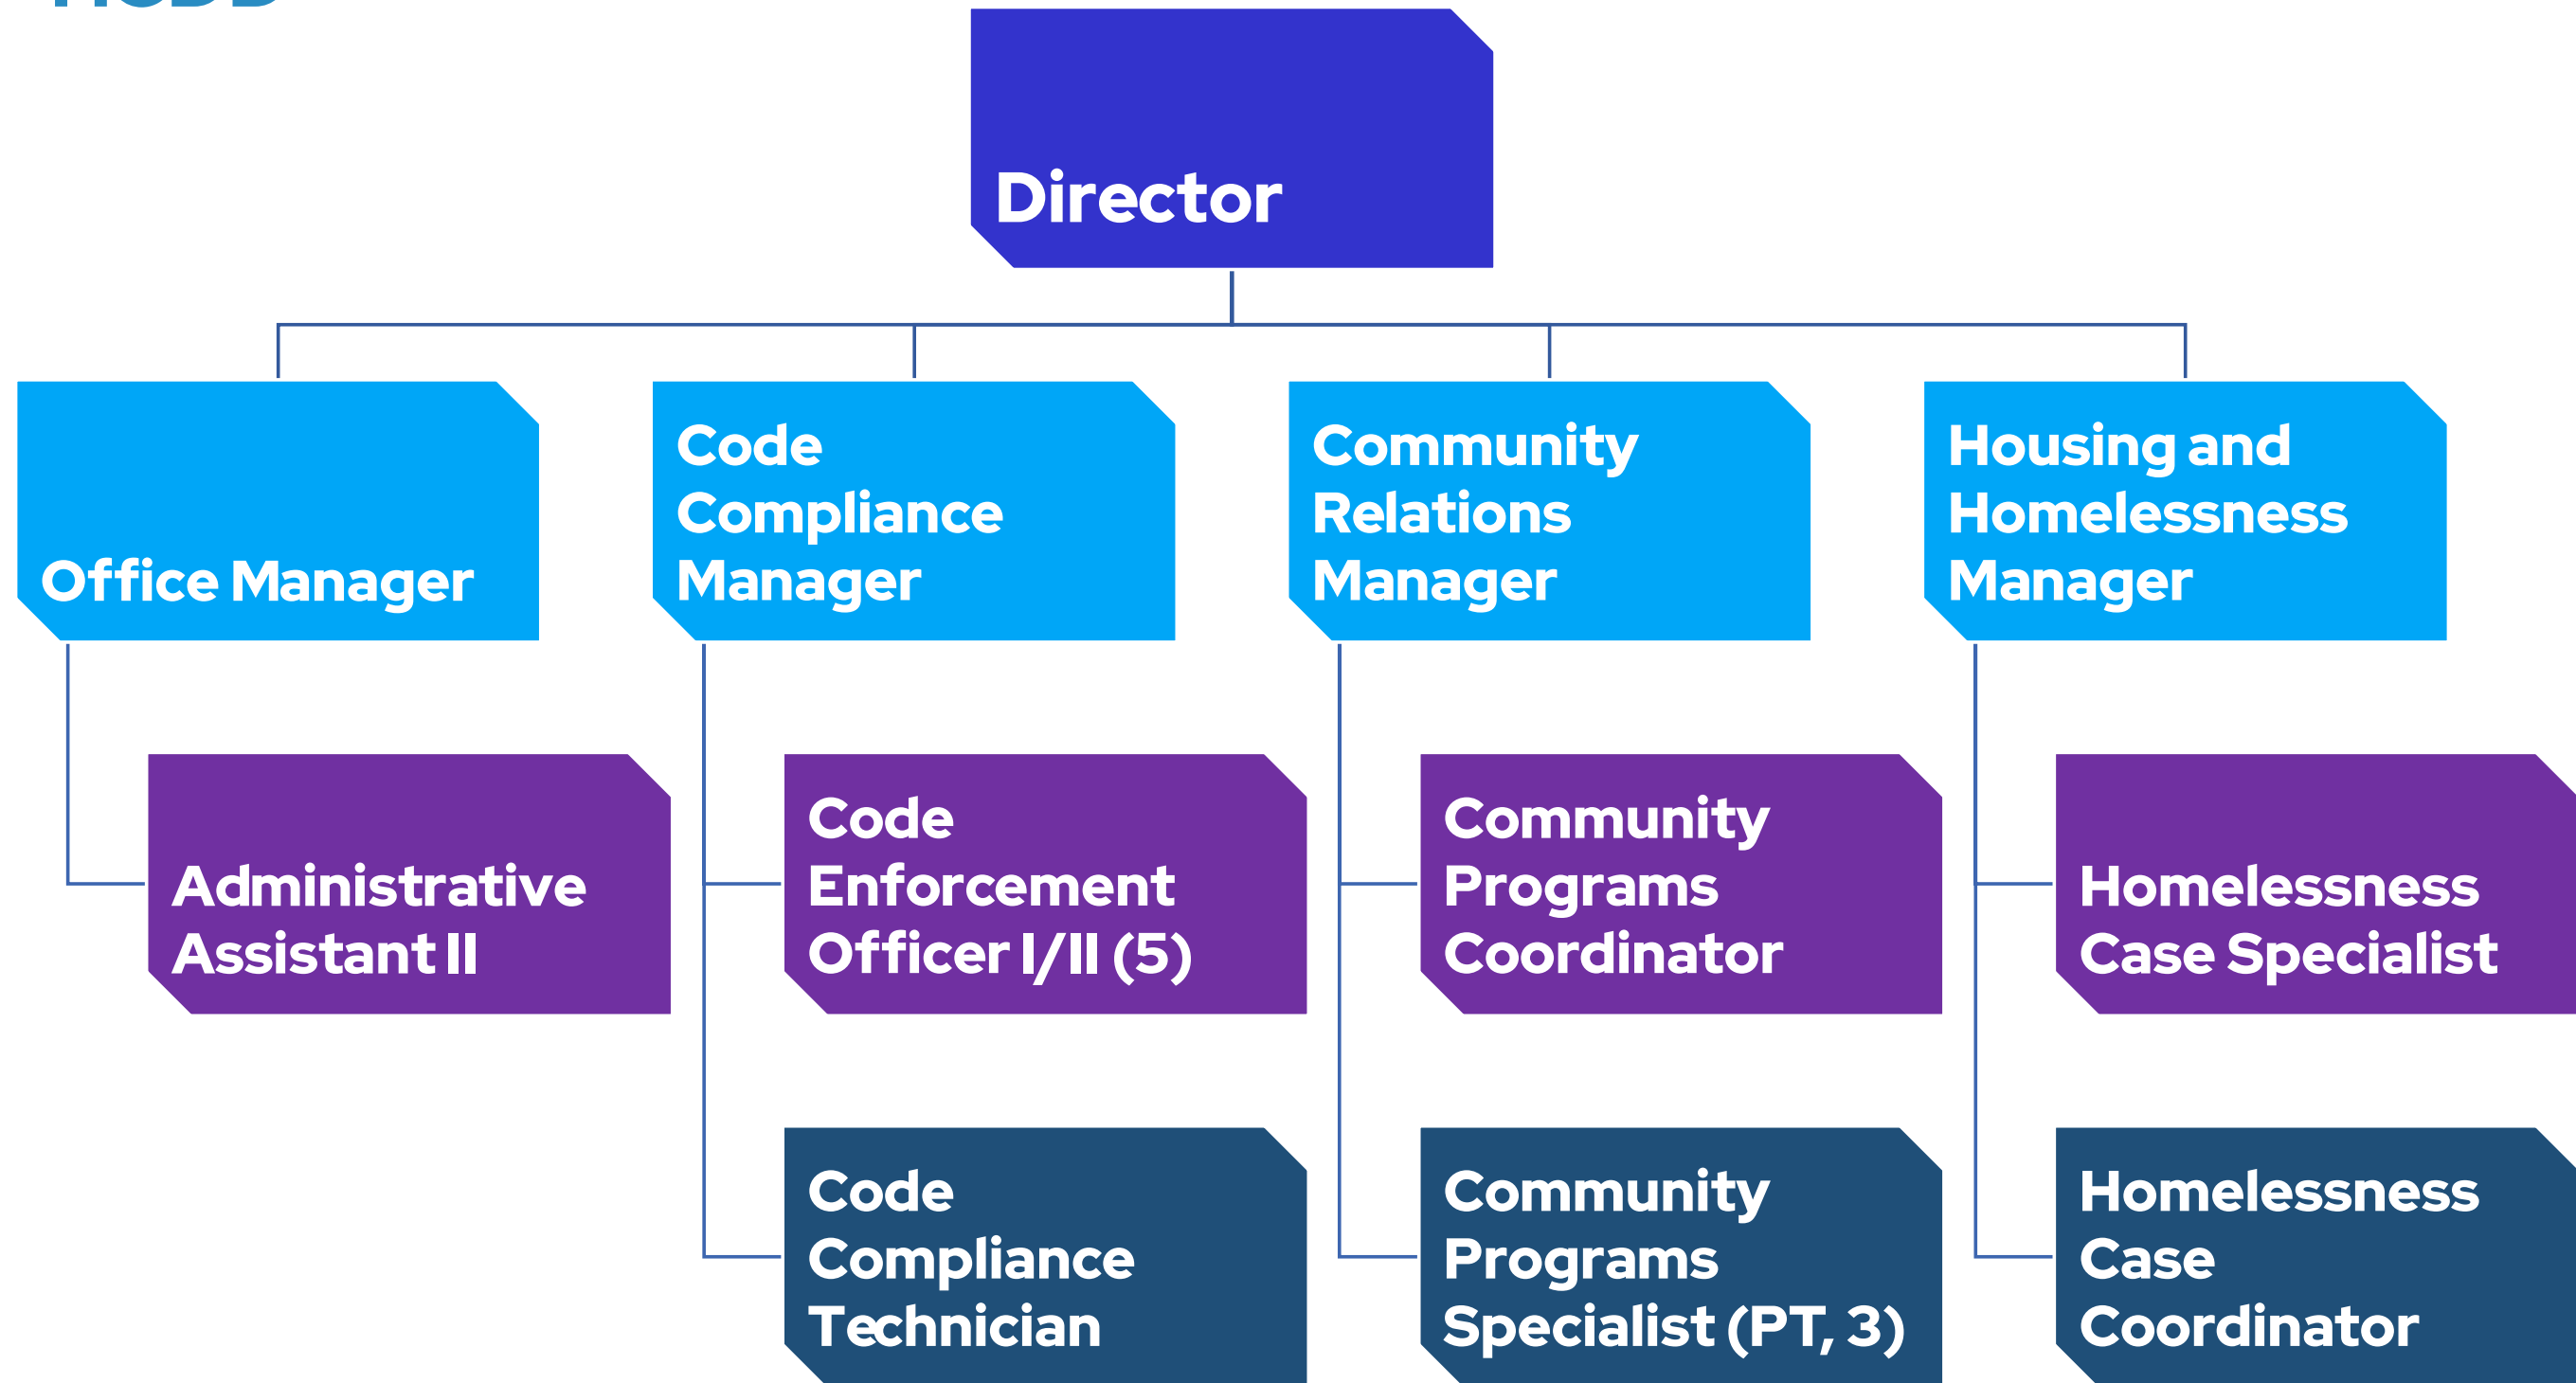 Director
Office Manager
Code
Compliance
Manager
Community
Relations
Manager
Housing and
Homelessness
Manager
Administrative
Assistant II
Code
Enforcement
Officer I/II (5)
Community
Programs
Coordinator
Homelessness
Case Specialist
Code
Compliance
Technician
Community
Programs
Specialist (PT, 3)
Homelessness
Case
Coordinator